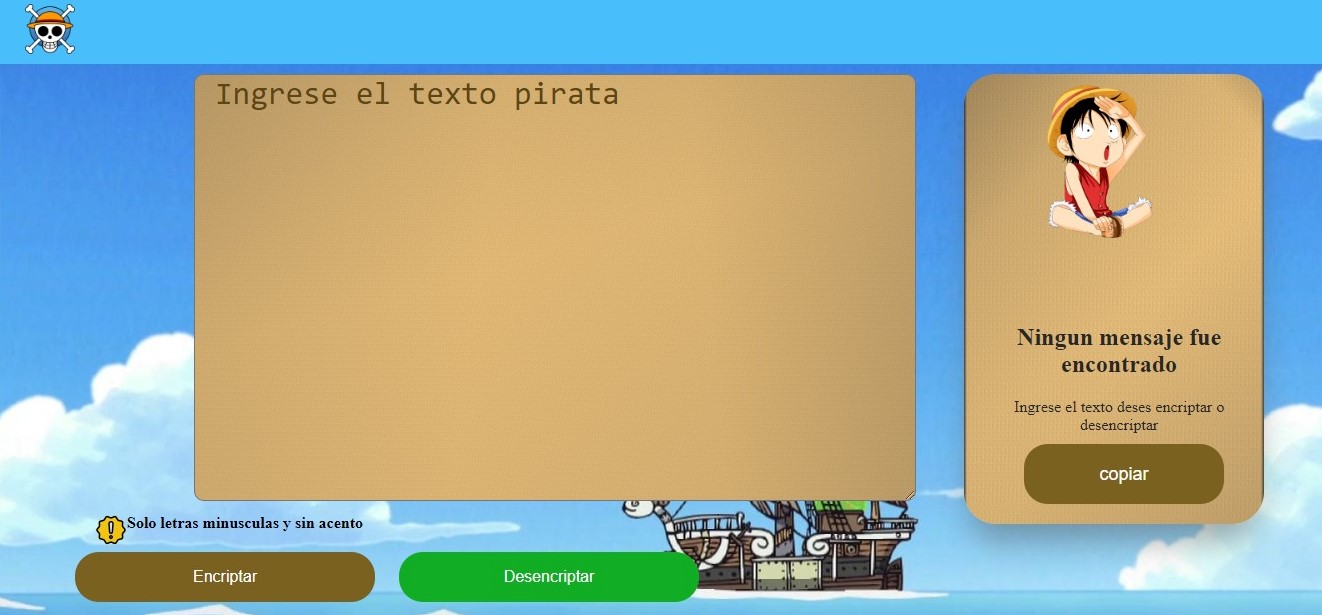 Ingrese el texto pirata
Ningun mensaje fue
encontrado
Ingrese el texto deses encriptar o
desencriptar
copiar
Solo letras minusculas y sin acento
Encriptar
Desencriptar